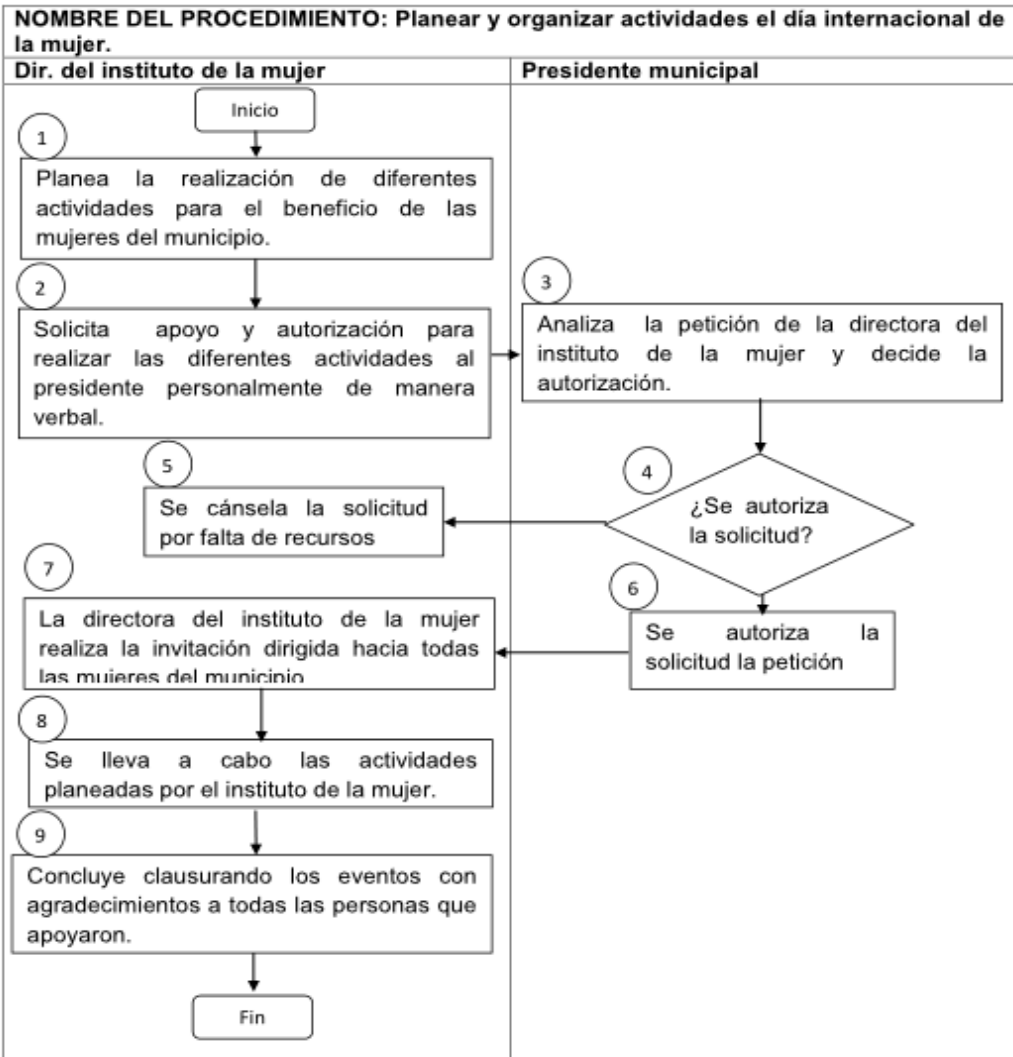 NOMBRE DEL PROCEDIMIENTO: Planear y organizar actividades el día internacional de
la mujer.
Dir. del instituto de la mujer
Presidente municipal
Inicio
1
Planea la realización de diferentes
actividades para el beneficio de las
mujeres del municipio.
2
Solicita apoyo y autorización para
realizar las diferentes actividades al
presidente personalmente de manera
verbal.
3
Analiza la petición de la directora del
instituto de la mujer y decide la
autorización.
4
¿Se autoriza
la solicitud?
5
Se cánsela la solicitud
por falta de recursos
6
Se autoriza la
solicitud la petición
7
La directora del instituto de la mujer
realiza la invitación dirigida hacia todas
las mujeres del municipio
8
Se lleva a cabo las actividades
planeadas por el instituto de la mujer.
9
Concluye clausurando los eventos con
agradecimientos a todas las personas que
apoyaron.
Fin